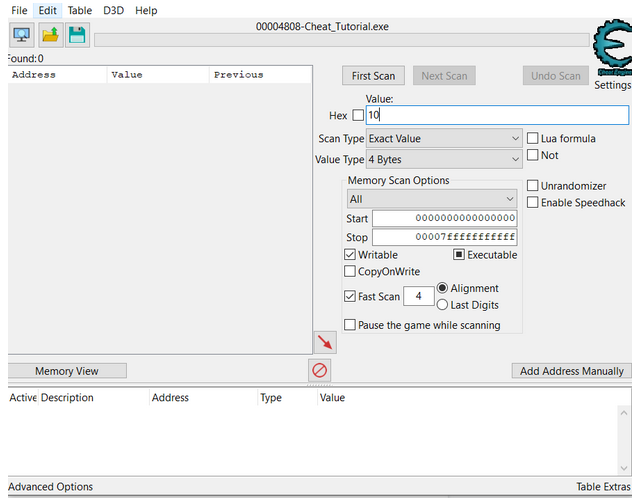 File Edit Table D3D Help
00004808-Cheat_Tutorial.exe
Found:0
Address Value Previous
First Scan Next Scan Undo Scan
Settings
Value:
Hex 10
Scan Type Exact Value Lua formula
Not
Value Type 4 Bytes
Memory Scan Options
All
Unrandomizer
Enable Speedhack
Start 0000000000000000
Stop 00007fffffffffff
Writable Executable
CopyOnWrite
Fast Scan 4 Alignment
Last Digits
Pause the game while scanning
Memory View Add Address Manually
Active Description Address Type Value
Advanced Options Table Extras